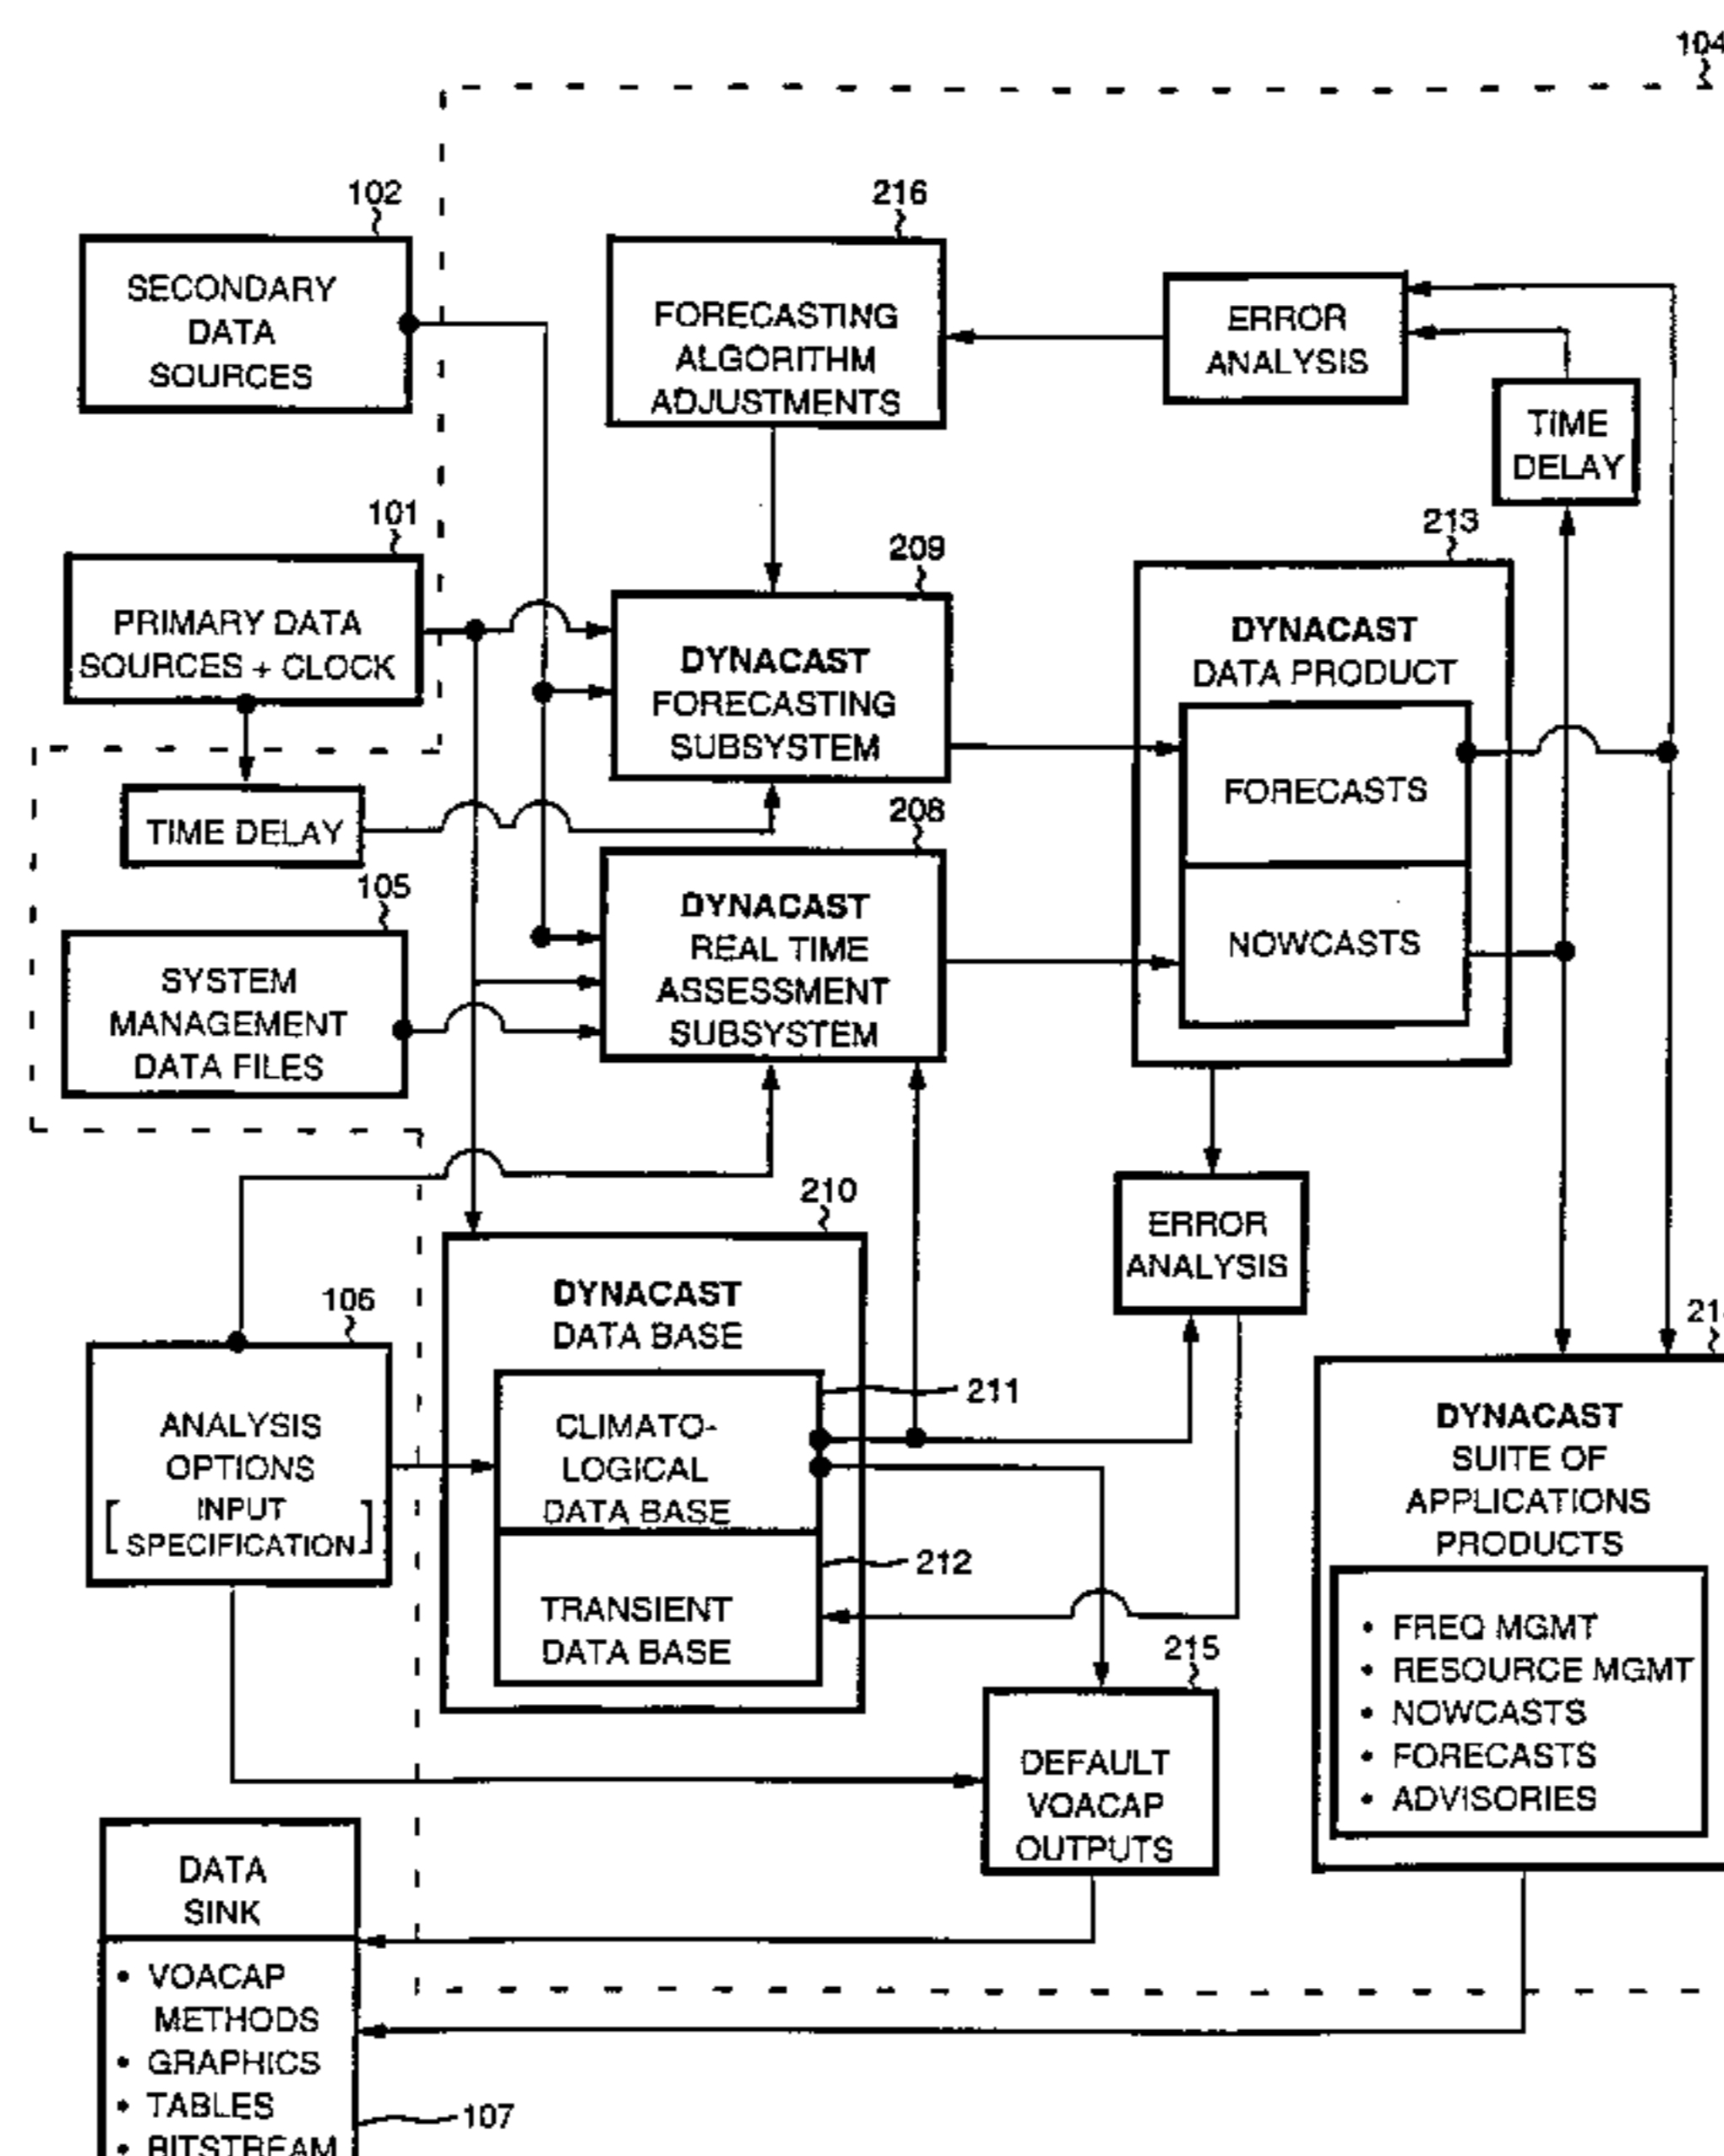 104
102
SECONDARY
DATA
SOURCES
216
FORECASTING
ALGORITHM
ADJUSTMENTS
ERROR
ANALYSIS
TIME
DELAY
101
PRIMARY DATA
SOURCES + CLOCK
209
DYNACAST
FORECASTING
SUBSYSTEM
213
DYNACAST
DATA PRODUCT
FORECASTS
NOWCASTS
TIME DELAY
208
DYNACAST
REAL TIME
ASSESSMENT
SUBSYSTEM
105
SYSTEM
MANAGEMENT
DATA FILES
ERROR
ANALYSIS
210
DYNACAST
DATA BASE
211
CLIMATO-
LOGICAL
DATA BASE
212
TRANSIENT
DATA BASE
106
ANALYSIS
OPTIONS
[ INPUT
SPECIFICATION ]
215
DEFAULT
VOACAP
OUTPUTS
DYNACAST
SUITE OF
APPLICATIONS
PRODUCTS
• FREQ MGMT
• RESOURCE MGMT
• NOWCASTS
• FORECASTS
• ADVISORIES
DATA
SINK
• VOACAP
METHODS
• GRAPHICS
• TABLES
• BITSTREAM
107